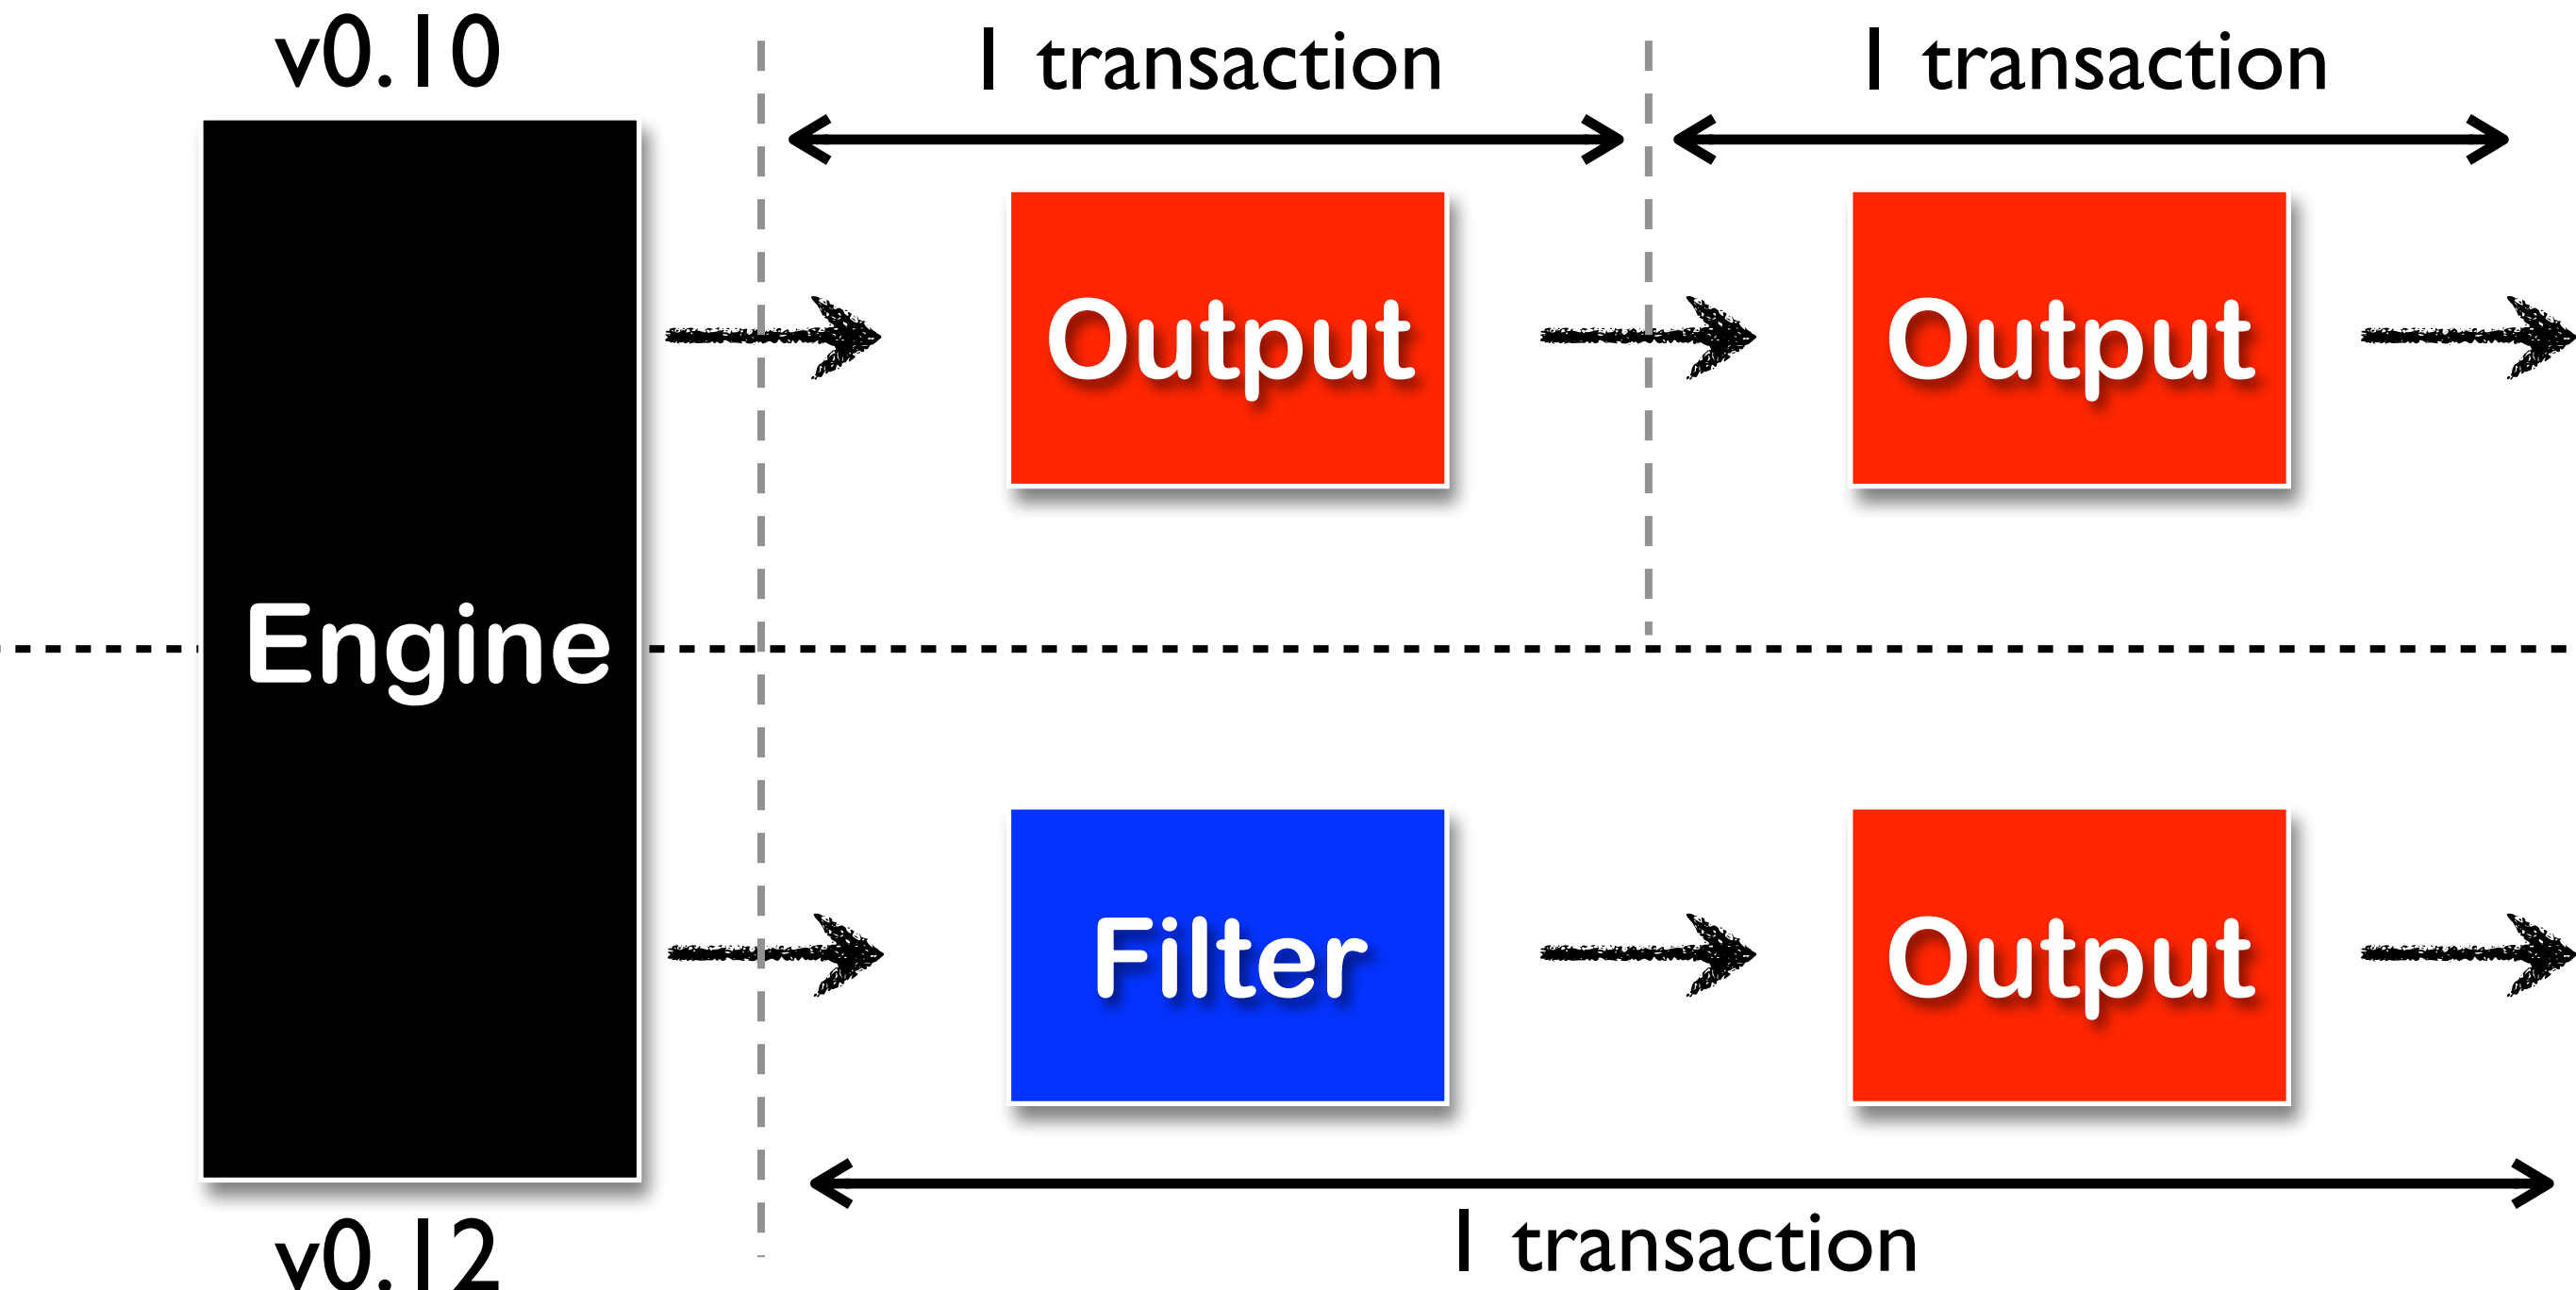 v0.10
1 transaction
1 transaction
Output
Output
Engine
Filter
Output
1 transaction
v0.12